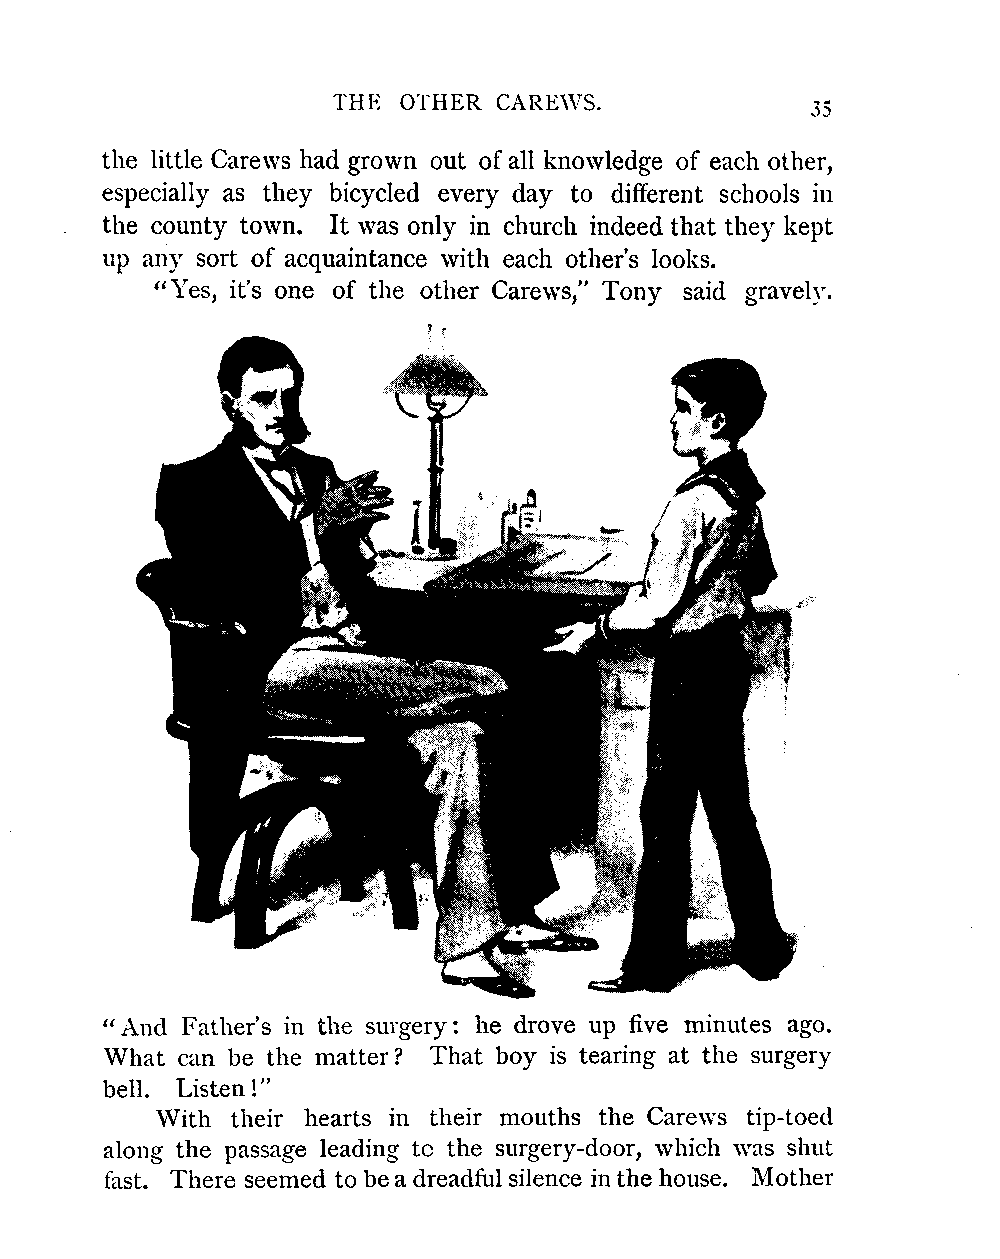 THE OTHER CAREWS.
35
the little Carews had grown out of all knowledge of each other,
especially as they bicycled every day to different schools in
the county town. It was only in church indeed that they kept
up any sort of acquaintance with each other's looks.
"Yes, it's one of the other Carews," Tony said gravely.
"And Father's in the surgery: he drove up five minutes ago.
What can be the matter? That boy is tearing at the surgery
bell. Listen!"
With their hearts in their mouths the Carews tip-toed
along the passage leading to the surgery-door, which was shut
fast. There seemed to be a dreadful silence in the house. Mother